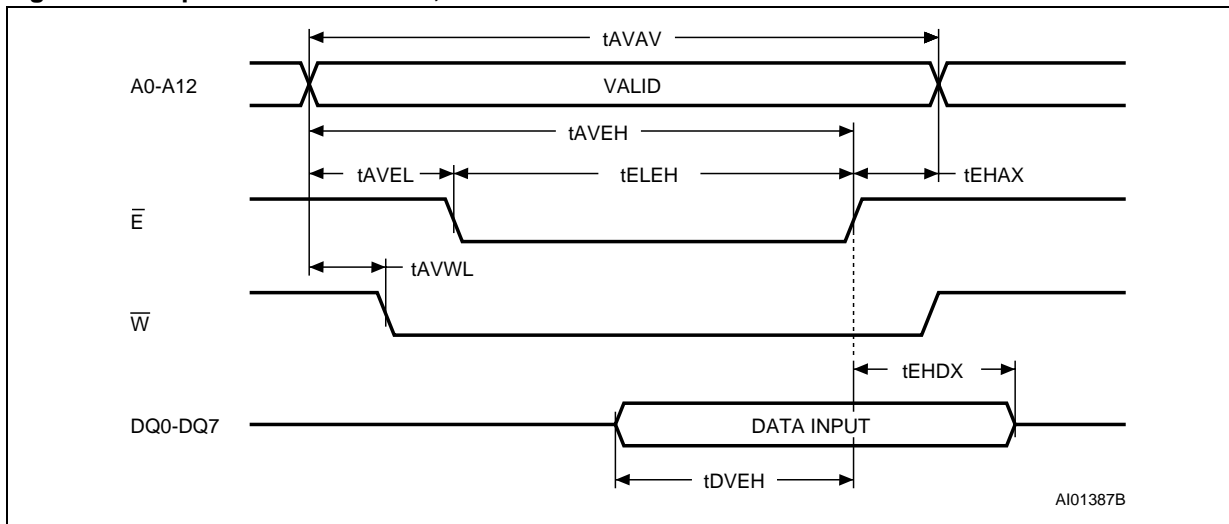 tAVAV
A0-A12
VALID
tAVEH
tAVEL
tELEH
tEHAX
E
tAVWL
W
tEHDX
DQ0-DQ7
DATA INPUT
tDVEH
AI01387B